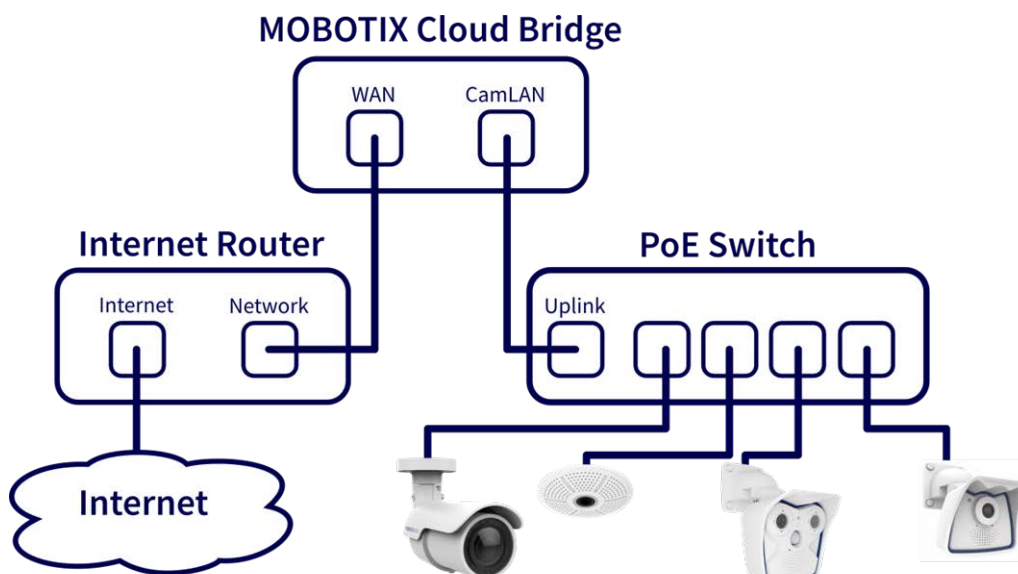 MOBOTIX Cloud Bridge
WAN
CamLAN
Internet Router
PoE Switch
Internet
Network
Uplink
Internet